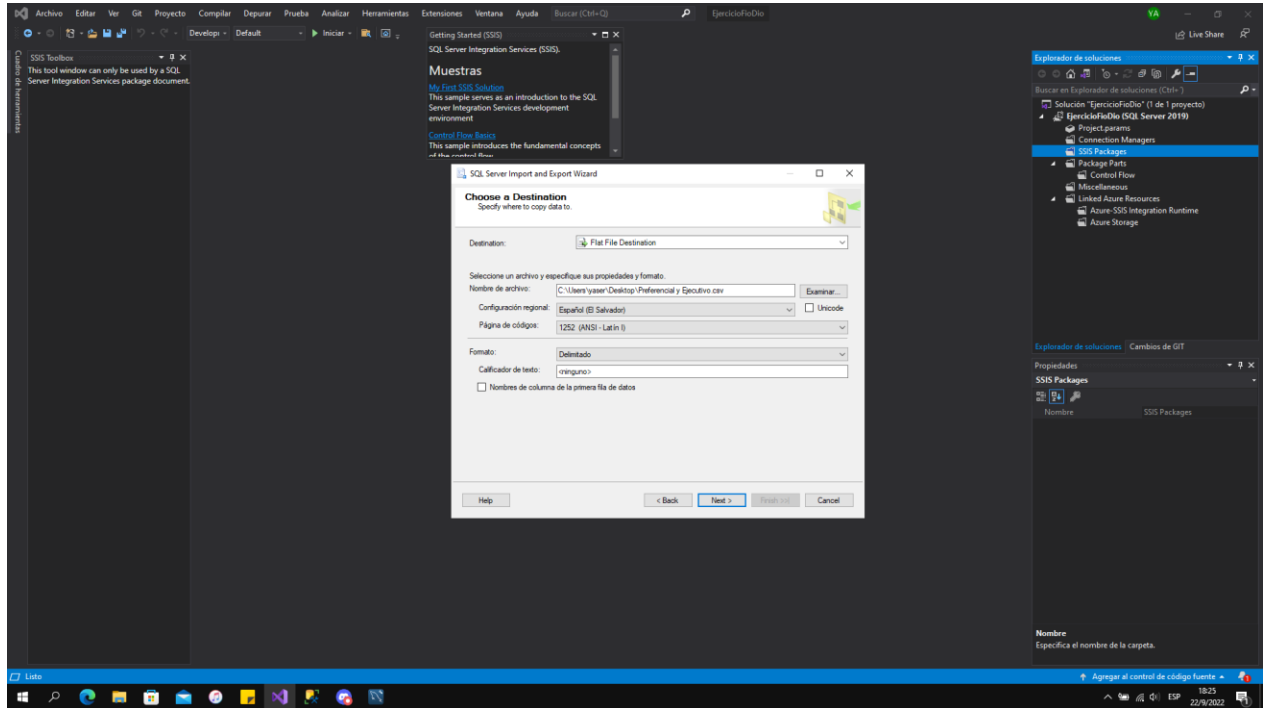 Archivo Editar Ver Git Proyecto Compilar Depurar Prueba Analizar Herramientas Extensiones Ventana Ayuda Buscar (Ctrl+Q) EjercicioFioDio YA
Developi Default Iniciar Live Share
Cuadro de herramientas
SSIS Toolbox
This tool window can only be used by a SQL
Server Integration Services package document.
Getting Started (SSIS)
SQL Server Integration Services (SSIS).
Muestras
My First SSIS Solution
This sample serves as an introduction to the SQL
Server Integration Services development
environment
Control Flow Basics
This sample introduces the fundamental concepts
of the control flow
SQL Server Import and Export Wizard
Choose a Destination
Specify where to copy data to.
Destination: Flat File Destination
Seleccione un archivo y especifique sus propiedades y formato.
Nombre de archivo: C:\Users\yaser\Desktop\Preferencial y Ejecutivo.csv Examinar...
Configuración regional: Español (El Salvador) Unicode
Página de códigos: 1252 (ANSI - Latín I)
Formato: Delimitado
Calificador de texto: <ninguno>
Nombres de columna de la primera fila de datos
Help < Back Next > Finish >>| Cancel
Explorador de soluciones
Buscar en Explorador de soluciones (Ctrl+´)
Solución "EjercicioFioDio" (1 de 1 proyecto)
EjercicioFioDio (SQL Server 2019)
Project.params
Connection Managers
SSIS Packages
Package Parts
Control Flow
Miscellaneous
Linked Azure Resources
Azure-SSIS Integration Runtime
Azure Storage
Explorador de soluciones Cambios de GIT
Propiedades
SSIS Packages
Nombre SSIS Packages
Nombre
Especifica el nombre de la carpeta.
Listo Agregar al control de código fuente
ESP 18:25
22/9/2022